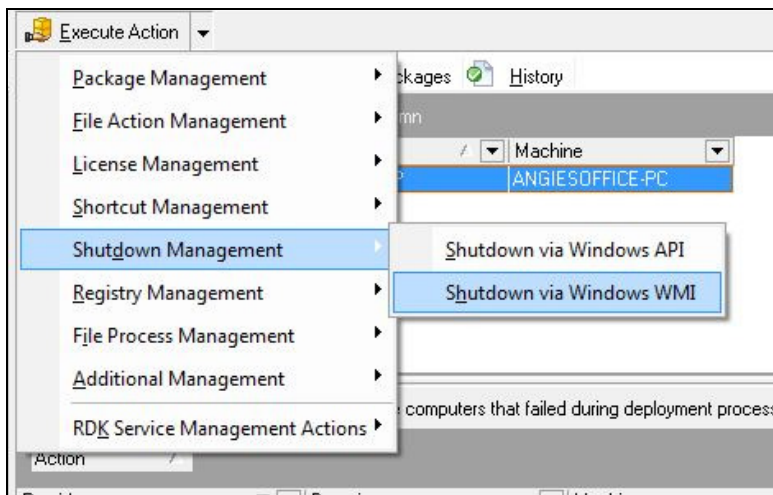 Execute Action
Package Management
ckages History
File Action Management
mn
License Management
Machine
ANGIESOFFICE-PC
Shortcut Management
Shutdown Management
Shutdown via Windows API
Registry Management
Shutdown via Windows WMI
File Process Management
Additional Management
computers that failed during deployment process
RDK Service Management Actions
Action